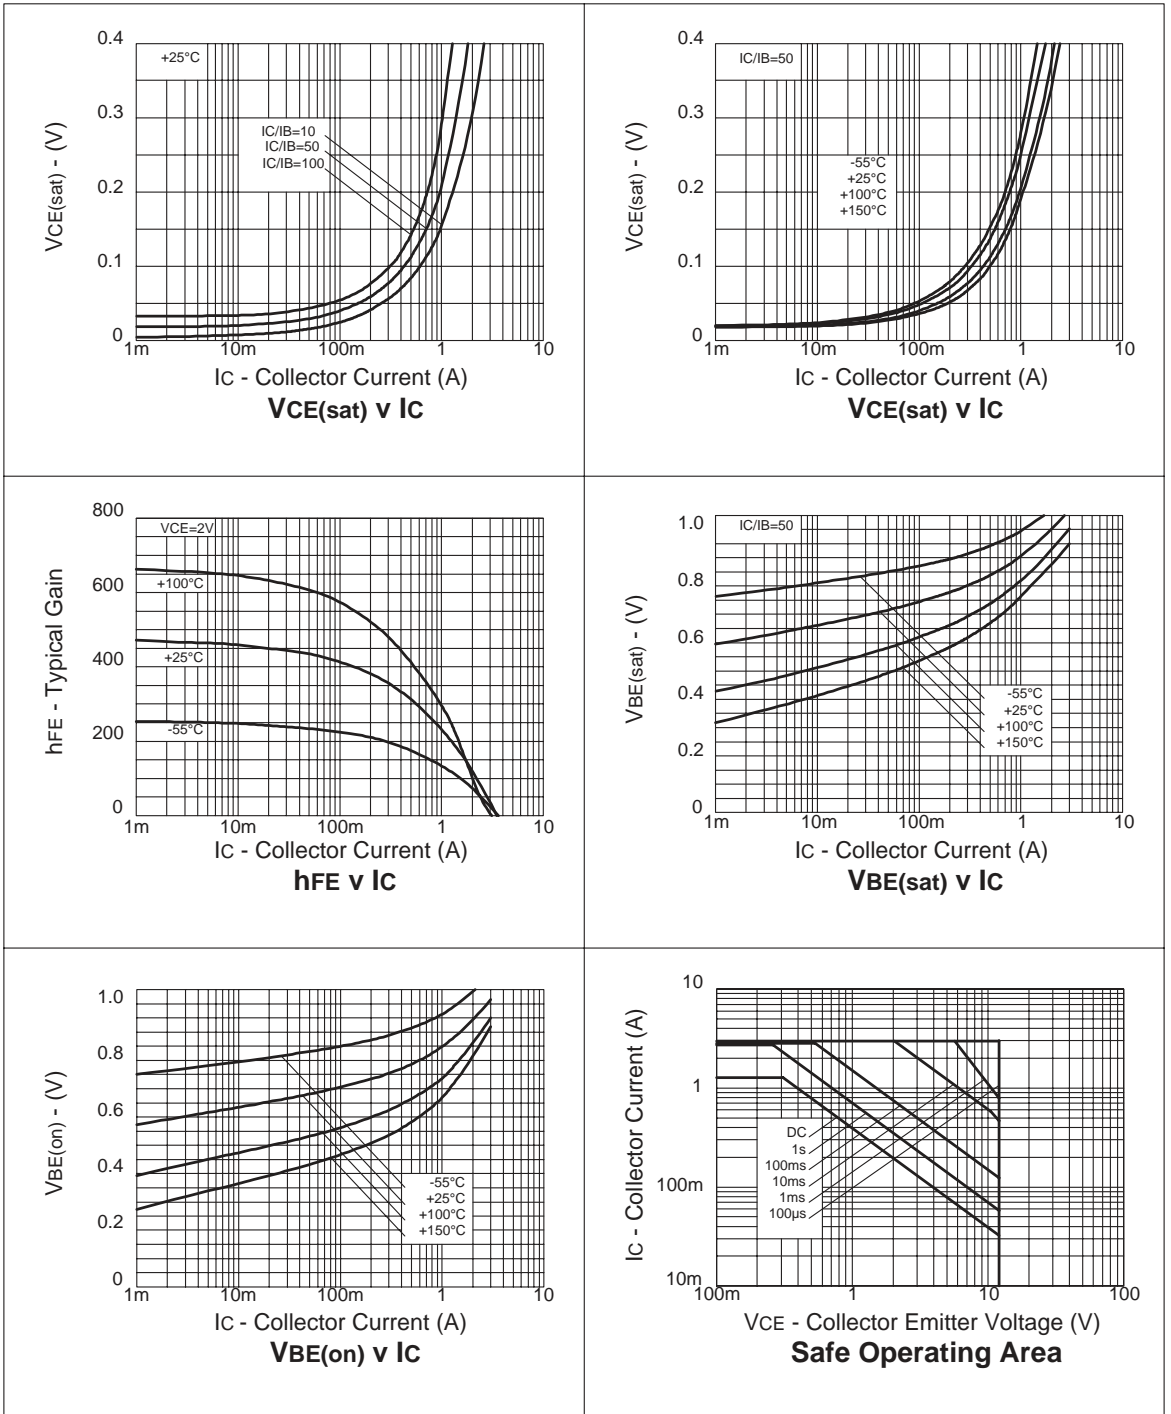 0.4
+25°C
0.3
IC/IB=10
IC/IB=50
IC/IB=100
VCE(sat) - (V)
0.2
0.1
0
1m 10m 100m 1 10
IC - Collector Current (A)
VCE(sat) v IC
0.4
IC/IB=50
0.3
VCE(sat) - (V)
-55°C
+25°C
+100°C
+150°C
0.2
0.1
0
1m 10m 100m 1 10
IC - Collector Current (A)
VCE(sat) v IC
800
VCE=2V
600
+100°C
hFE - Typical Gain
400
+25°C
200
-55°C
0
1m 10m 100m 1 10
IC - Collector Current (A)
hFE v IC
1.0
IC/IB=50
0.8
0.6
VBE(sat) - (V)
0.4
-55°C
+25°C
+100°C
+150°C
0.2
0
1m 10m 100m 1 10
IC - Collector Current (A)
VBE(sat) v IC
1.0
0.8
0.6
VBE(on) - (V)
0.4
-55°C
+25°C
+100°C
+150°C
0.2
0
1m 10m 100m 1 10
IC - Collector Current (A)
VBE(on) v IC
10
IC - Collector Current (A)
1
DC
1s
100ms
10ms
1ms
100µs
100m
10m
100m 1 10 100
VCE - Collector Emitter Voltage (V)
Safe Operating Area